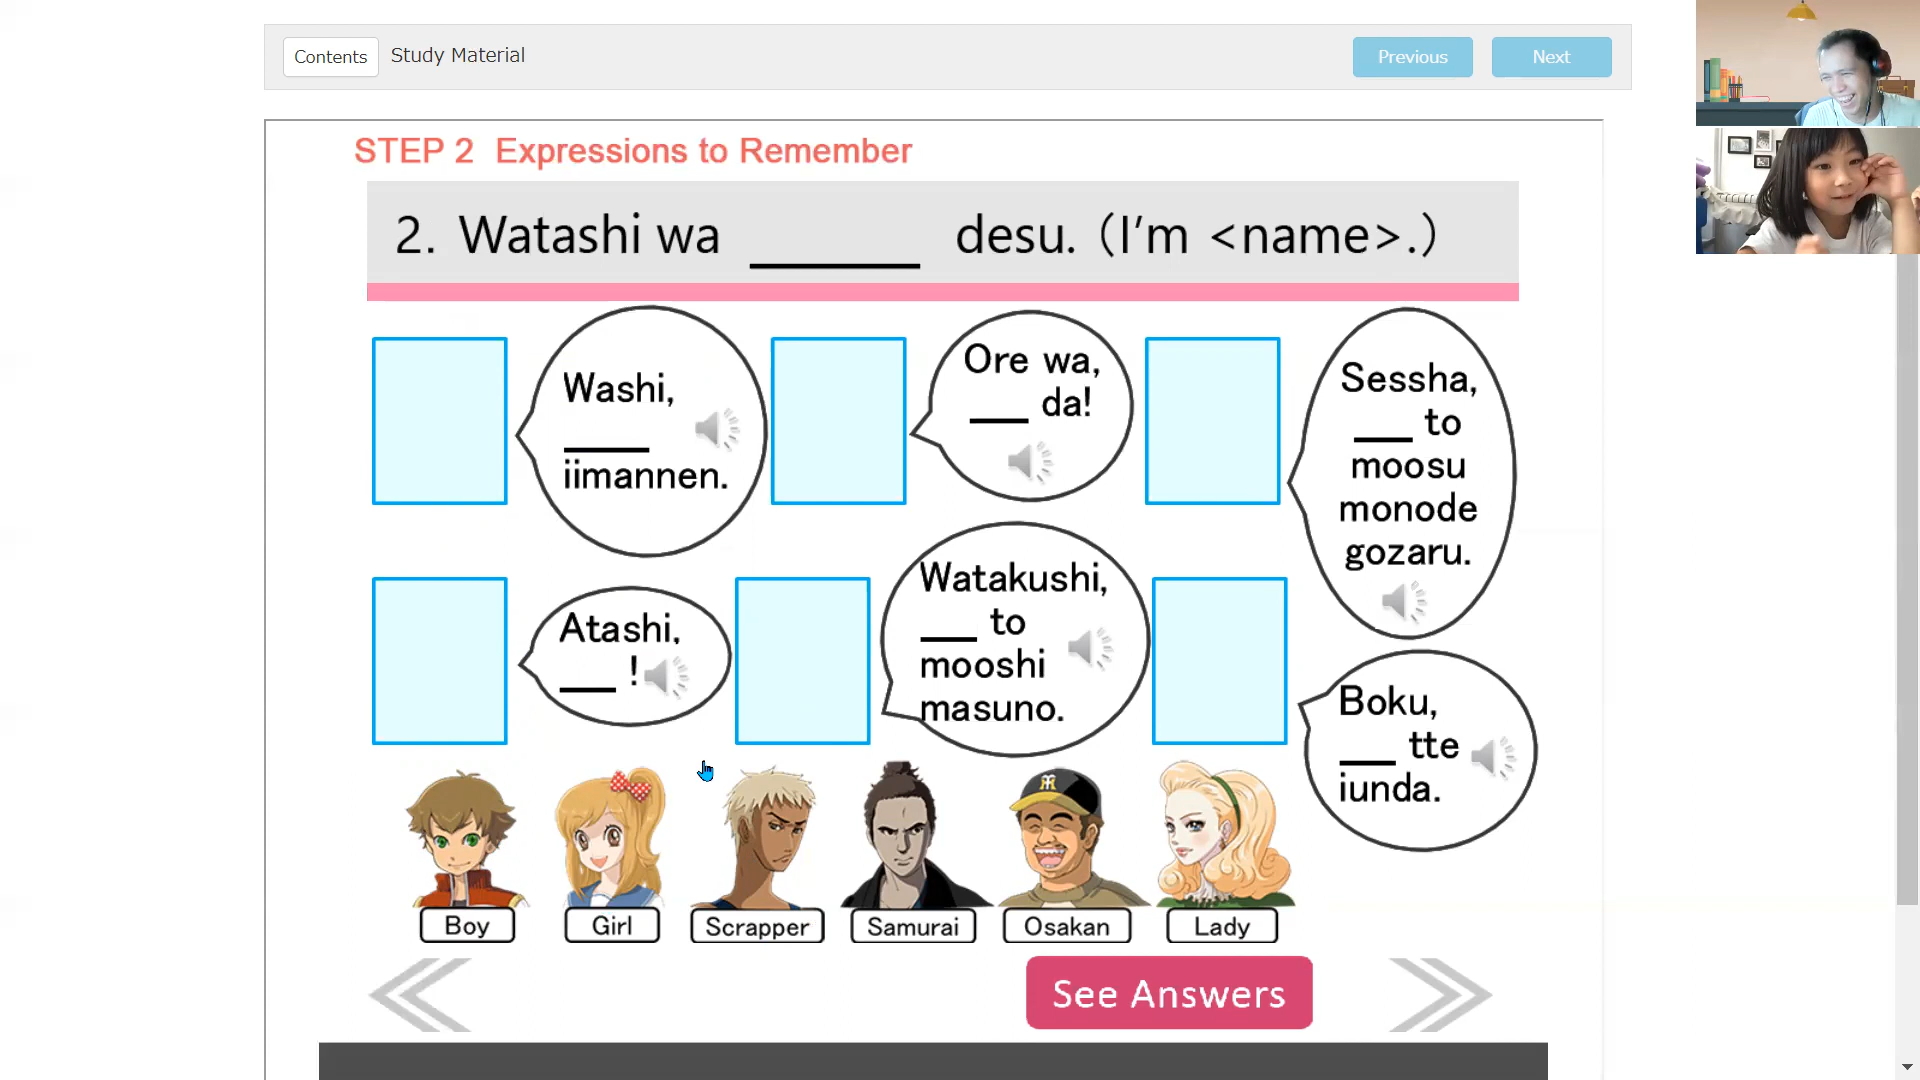 Contents Study Material Previous Next
STEP 2 Expressions to Remember
2. Watashi wa ______ desu. (I'm <name>.)
Washi,
____
iimannen.
Ore wa,
___ da!
Sessha,
___ to
moosu
monode
gozaru.
Atashi,
___ !
Watakushi,
___ to
mooshi
masuno.
Boku,
___ tte
iunda.
Boy Girl Scrapper Samurai Osakan Lady
See Answers